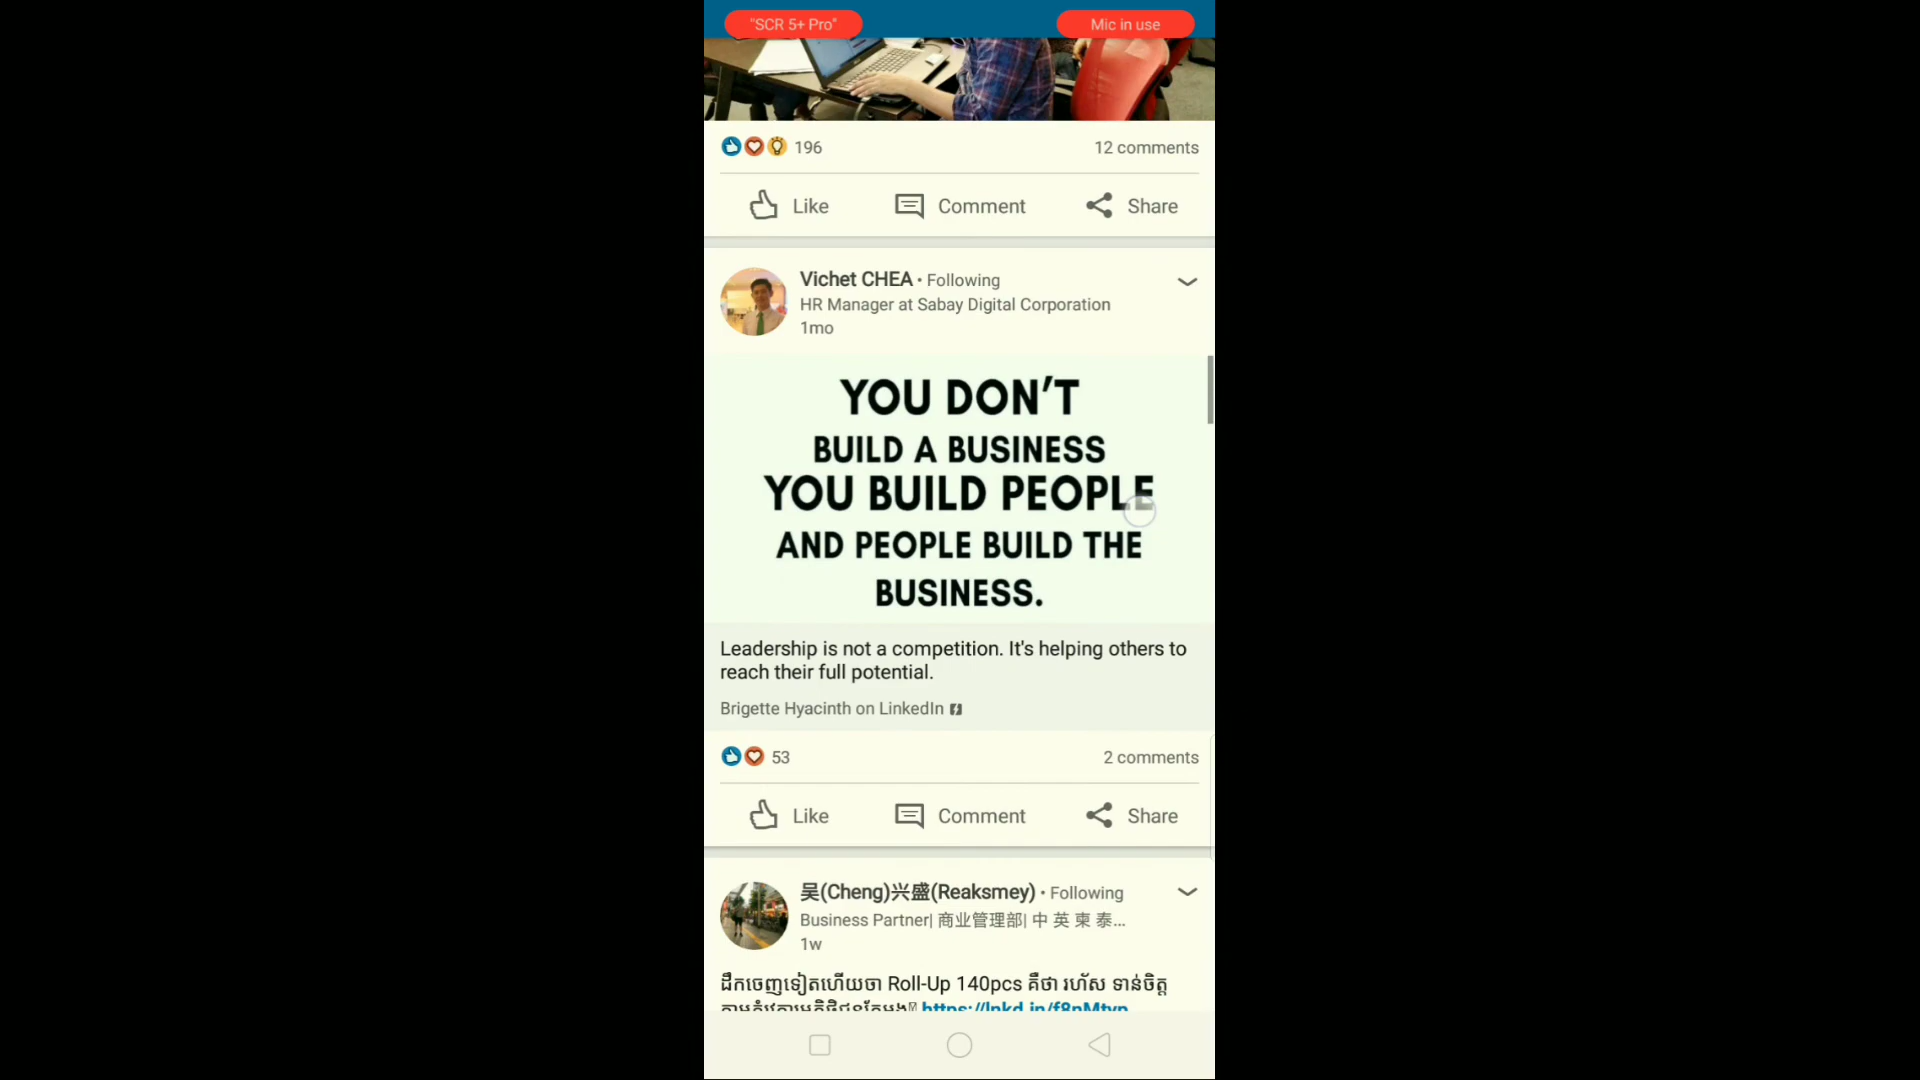 "SCR 5+ Pro"
Mic in use
196
12 comments
Like
Comment
Share
Vichet CHEA • Following
HR Manager at Sabay Digital Corporation
1mo
YOU DON'T
BUILD A BUSINESS
YOU BUILD PEOPLE
AND PEOPLE BUILD THE
BUSINESS.
Leadership is not a competition. It's helping others to
reach their full potential.
Brigette Hyacinth on LinkedIn
53
2 comments
Like
Comment
Share
吴(Cheng)兴盛(Reaksmey) • Following
Business Partner| 商业管理部| 中 英 柬 泰...
1w
ដឹកចេញទៀតហើយចា Roll-Up 140pcs គឺថា រហ័ស ទាន់ចិត្ត
https://lnkd.in/f8nMtyp